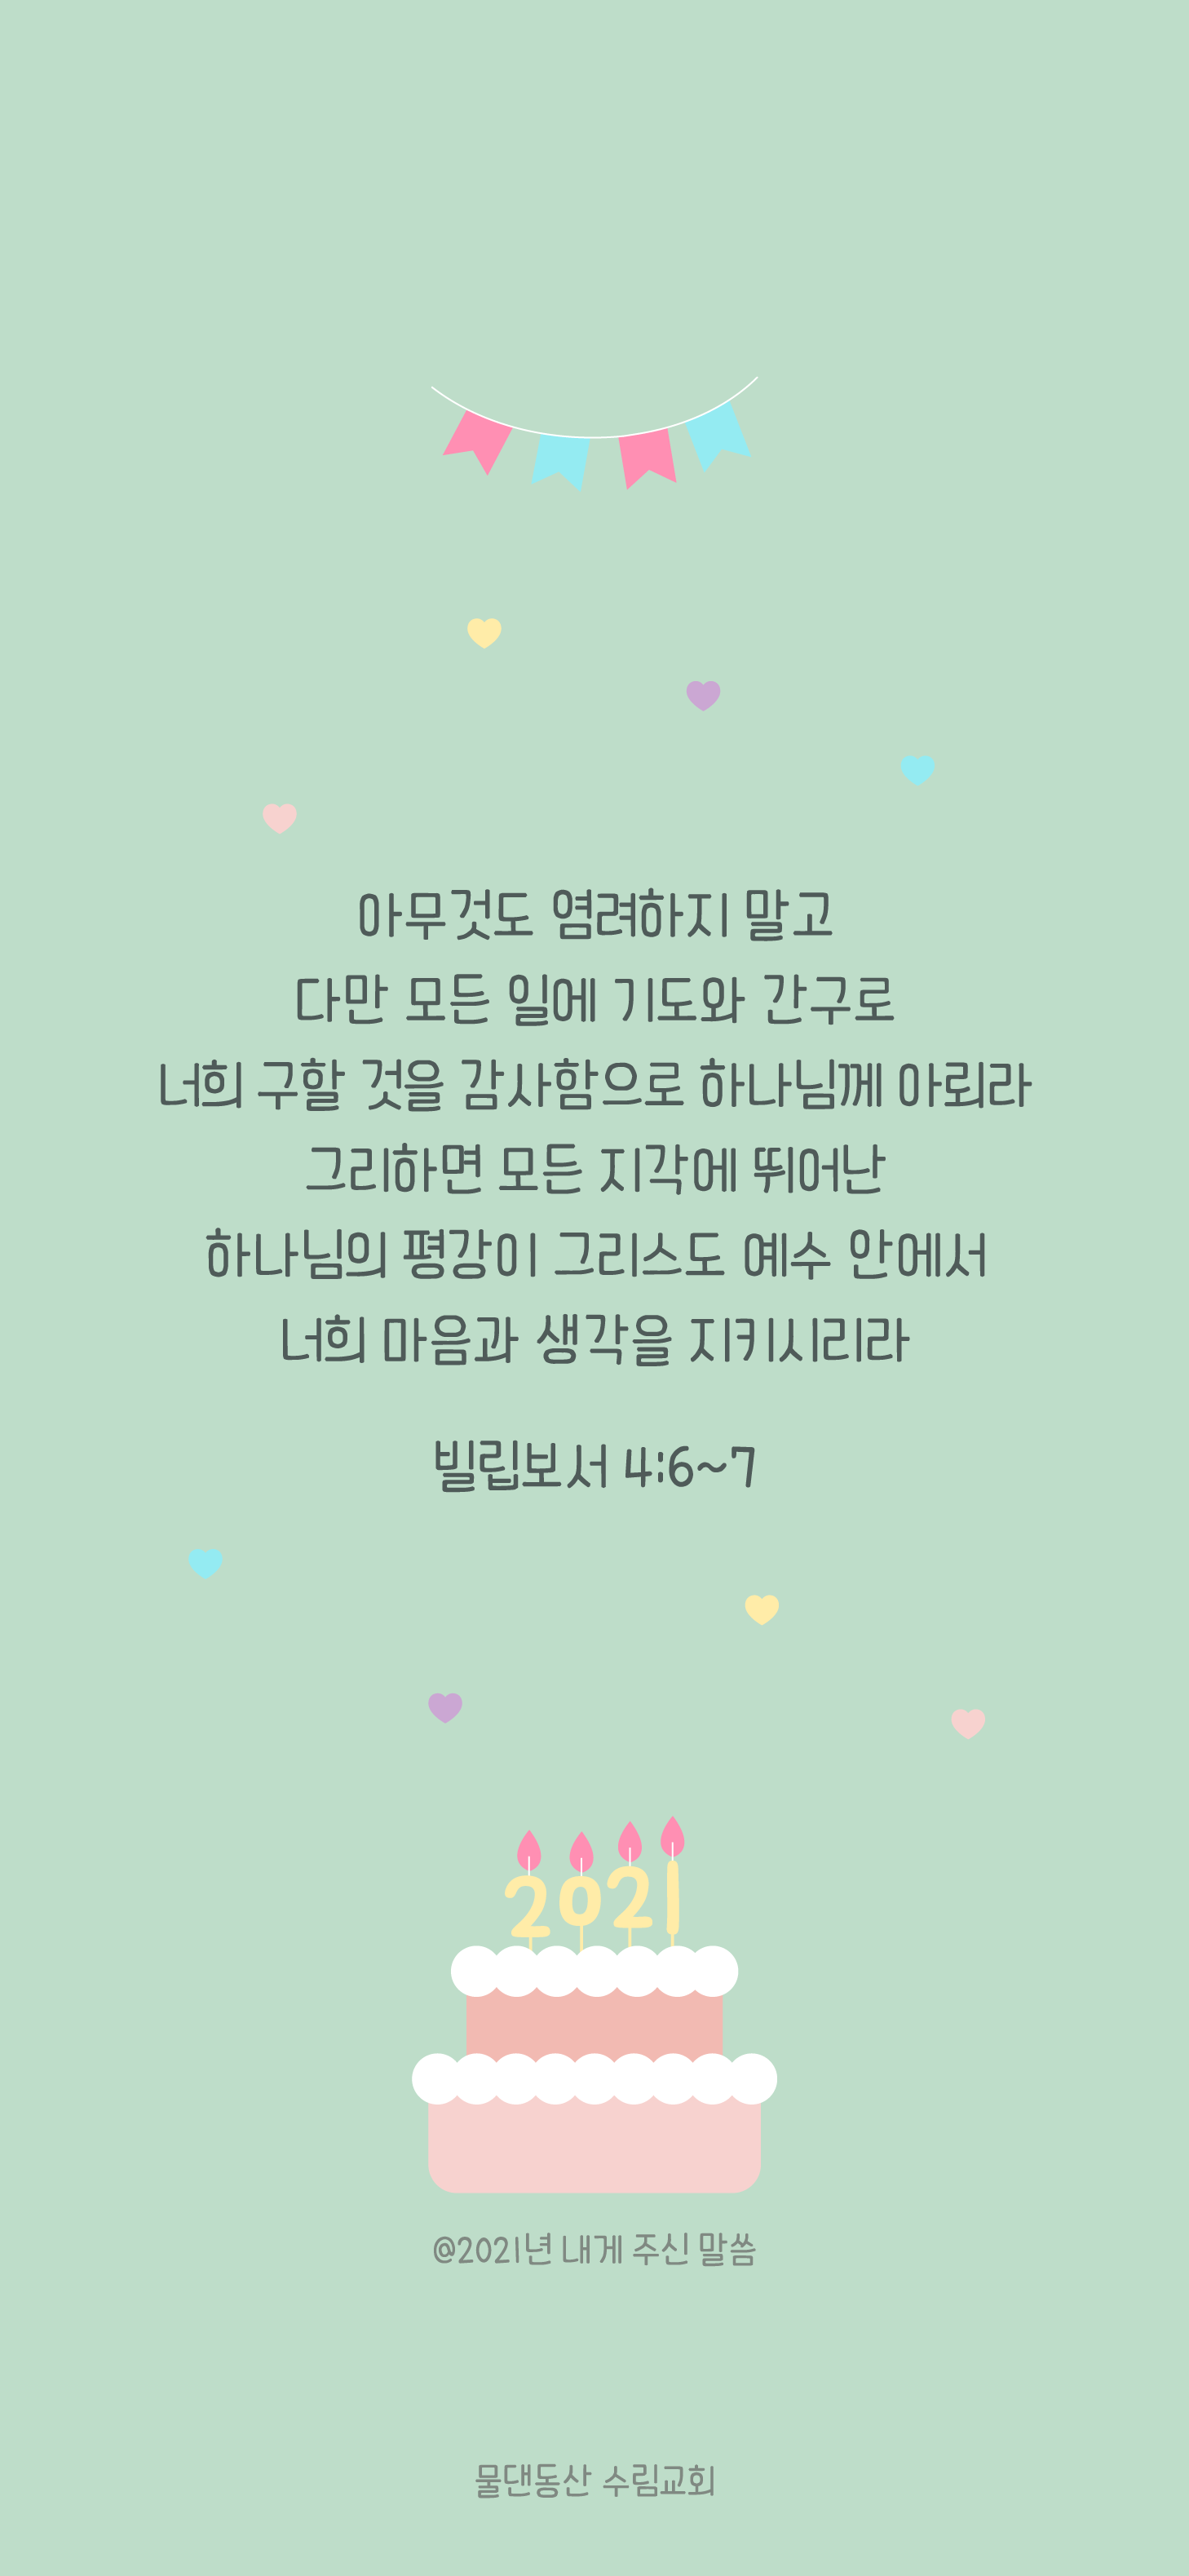 아무것도 염려하지 말고
다만 모든 일에 기도와 간구로
너희 구할 것을 감사함으로 하나님께 아뢰라
그리하면 모든 지각에 뛰어난
하나님의 평강이 그리스도 예수 안에서
너희 마음과 생각을 지키시리라
빌립보서 4:6~7
2021
@2021년 내게 주신 말씀
물댄동산 수림교회